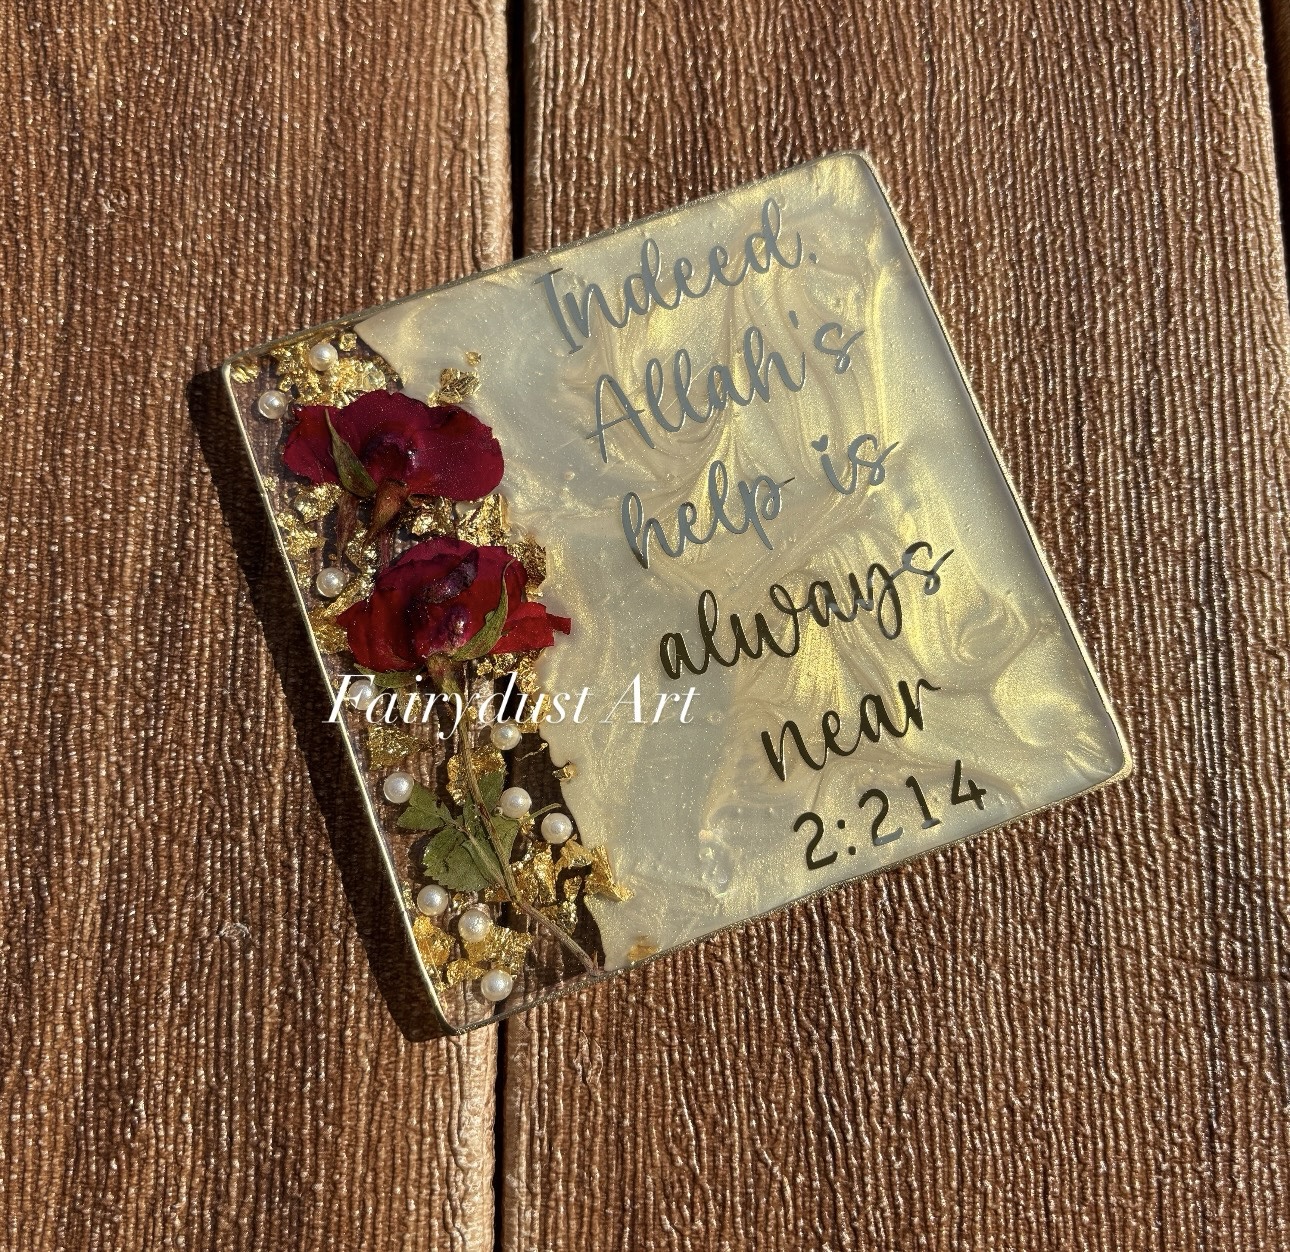 Indeed.
Allah's
help is
always
near
2:214
Fairydust Art